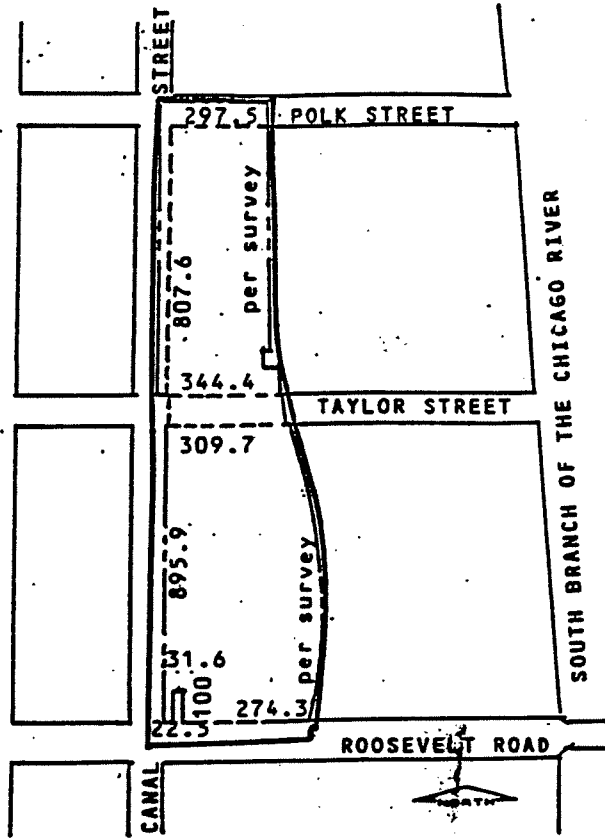 STREET
297.5
POLK STREET
per survey
807.6
344.4
TAYLOR STREET
309.7
SOUTH BRANCH OF THE CHICAGO RIVER
895.9
per survey
31.6
100
274.3
22.5
ROOSEVELT ROAD
CANAL
NORTH